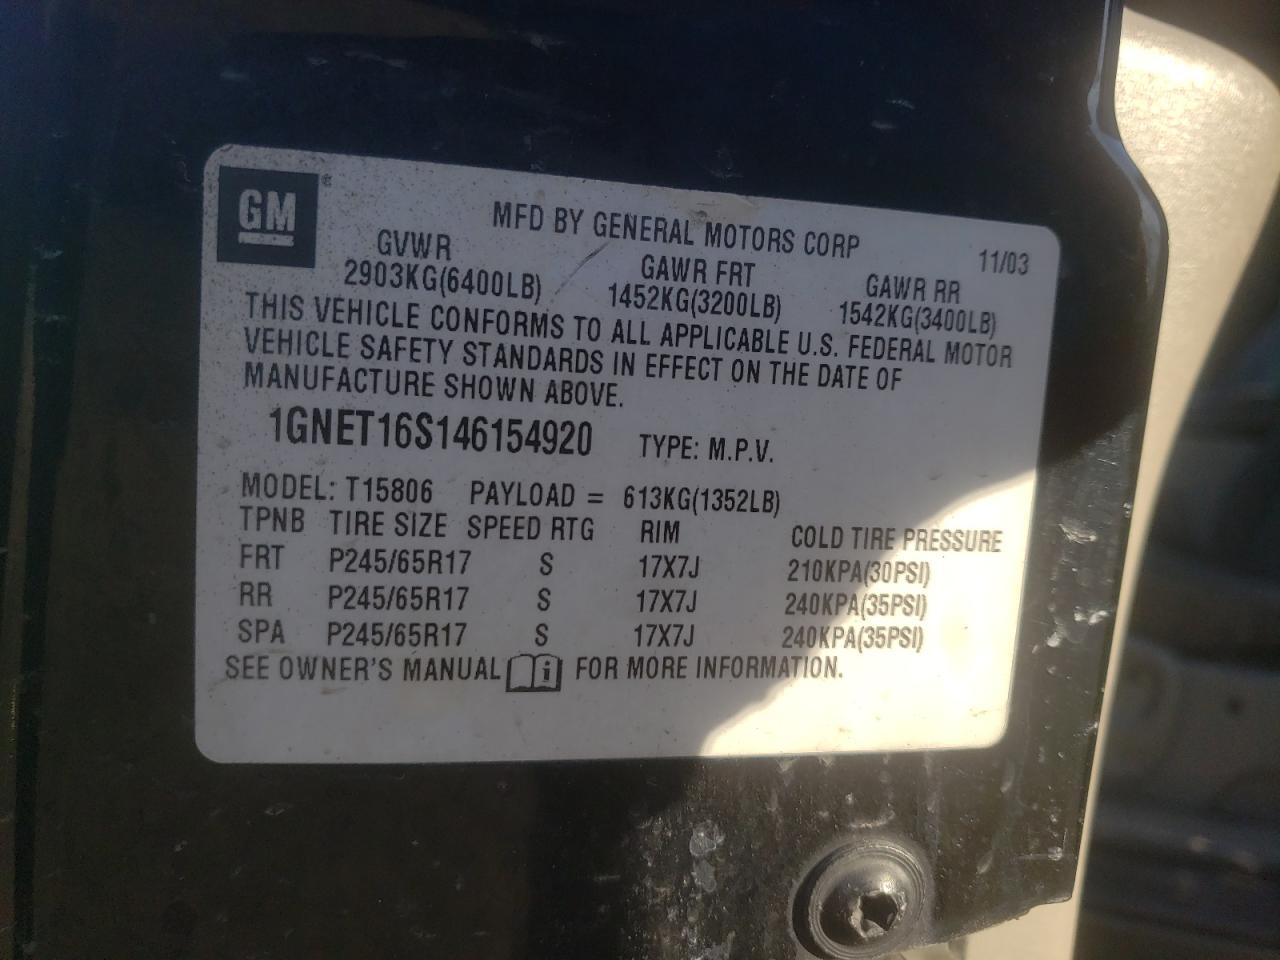 GM ®
MFD BY GENERAL MOTORS CORP 11/03
GVWR GAWR FRT GAWR RR
2903KG(6400LB) 1452KG(3200LB) 1542KG(3400LB)
THIS VEHICLE CONFORMS TO ALL APPLICABLE U.S. FEDERAL MOTOR
VEHICLE SAFETY STANDARDS IN EFFECT ON THE DATE OF
MANUFACTURE SHOWN ABOVE.
1GNET16S146154920 TYPE: M.P.V.
MODEL: T15806 PAYLOAD = 613KG(1352LB)
TPNB TIRE SIZE SPEED RTG RIM COLD TIRE PRESSURE
FRT P245/65R17 S 17X7J 210KPA(30PSI)
RR P245/65R17 S 17X7J 240KPA(35PSI)
SPA P245/65R17 S 17X7J 240KPA(35PSI)
SEE OWNER'S MANUAL i FOR MORE INFORMATION.